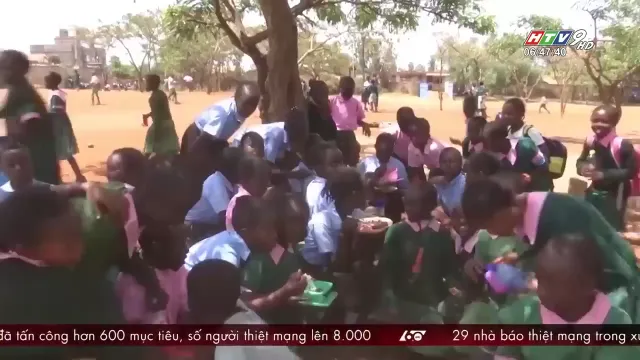 HTV9 HD
06:47:40
đã tấn công hơn 600 mục tiêu, số người thiệt mạng lên 8.000 60 29 nhà báo thiệt mạng trong x